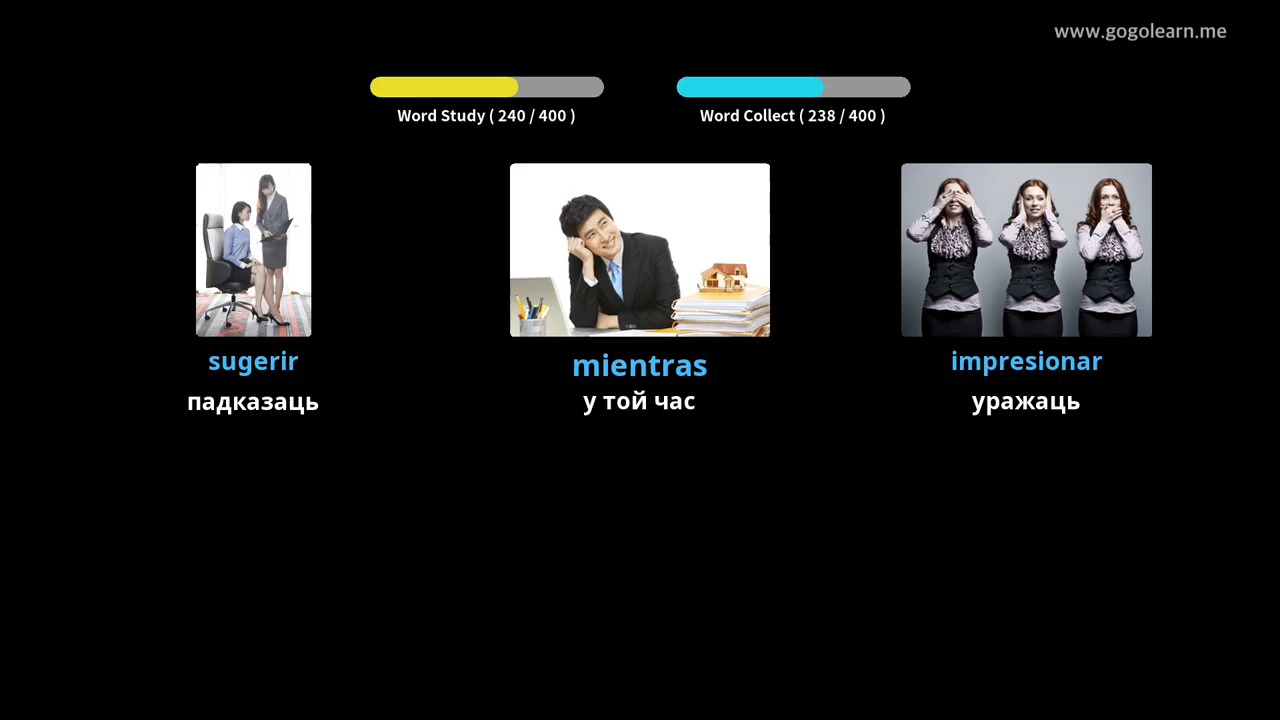 www.gogolearn.me
Word Study ( 240 / 400 )
Word Collect ( 238 / 400 )
sugerir
падказаць
mientras
у той час
impresionar
уражаць